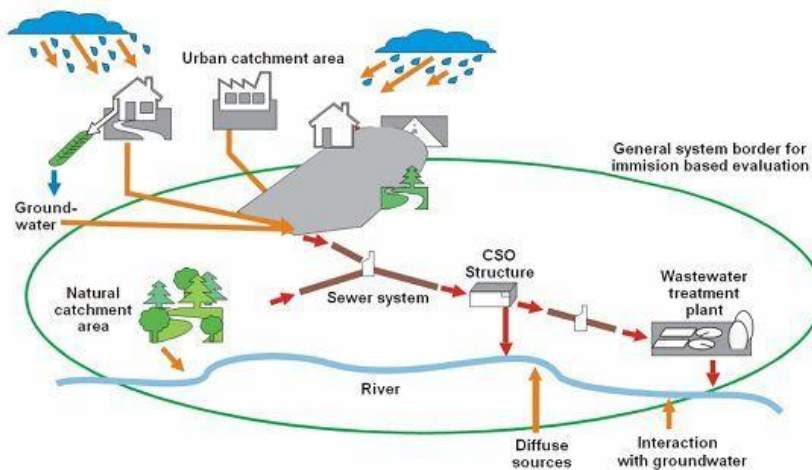 Urban catchment area
General system border for
immision based evaluation
Ground-
water
CSO
Structure
Wastewater
treatment
plant
Natural
catchment
area
Sewer system
River
Diffuse
sources
Interaction
with groundwater